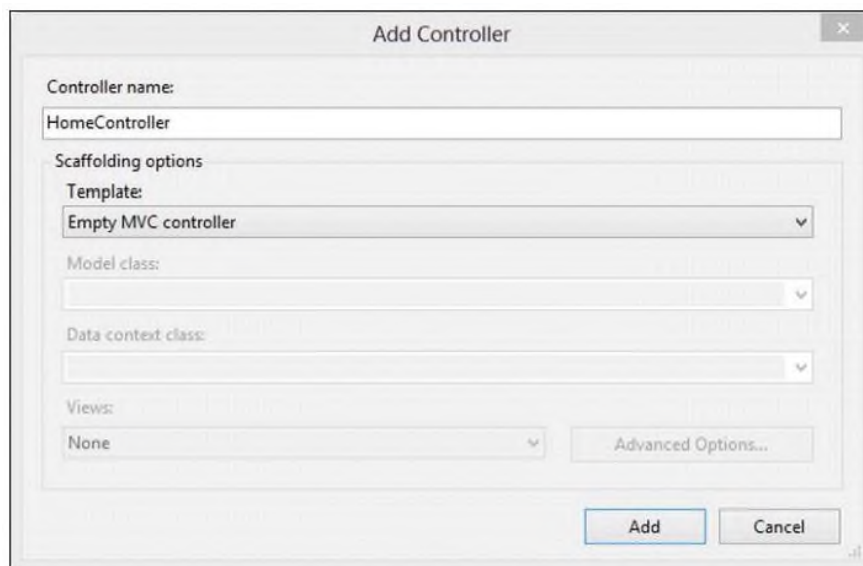 Add Controller
Controller name:
HomeController
Scaffolding options
Template:
Empty MVC controller
Model class:
Data context class:
Views:
None
Advanced Options...
Add
Cancel